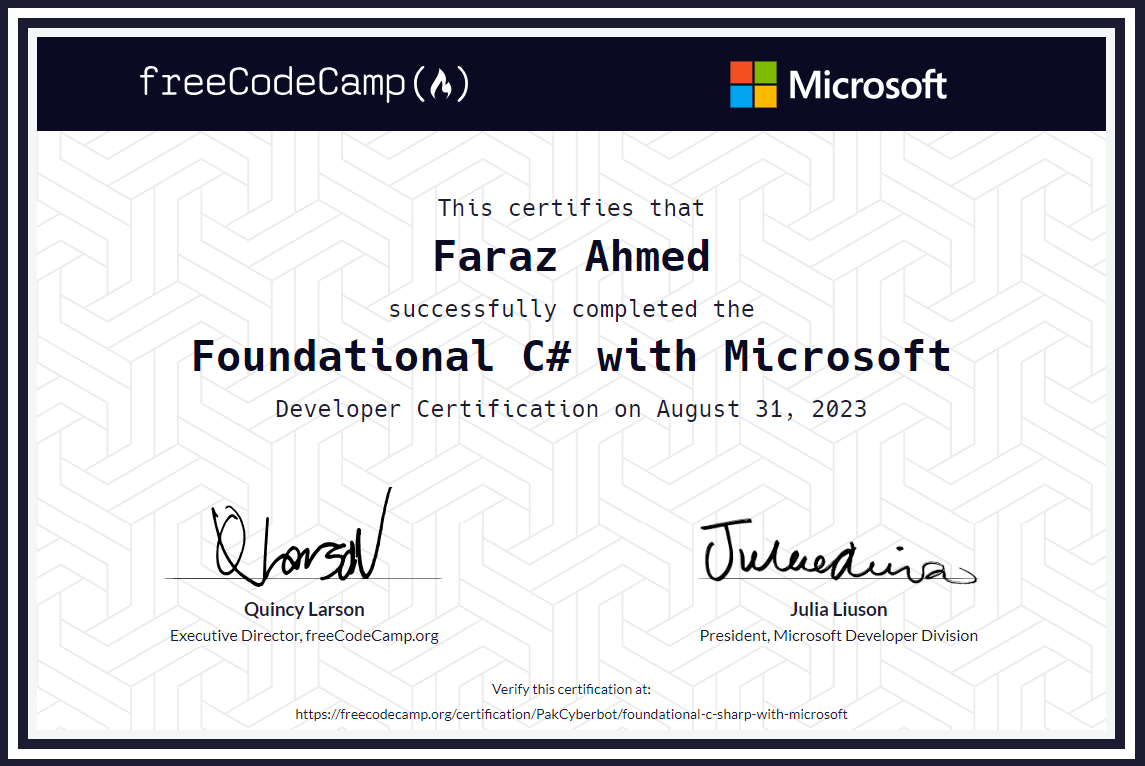 freeCodeCamp(🔥)
Microsoft
This certifies that
Faraz Ahmed
successfully completed the
Foundational C# with Microsoft
Developer Certification on August 31, 2023
Quincy Larson
Executive Director, freeCodeCamp.org
Julia Liuson
President, Microsoft Developer Division
Verify this certification at:
https://freecodecamp.org/certification/PakCyberbot/foundational-c-sharp-with-microsoft